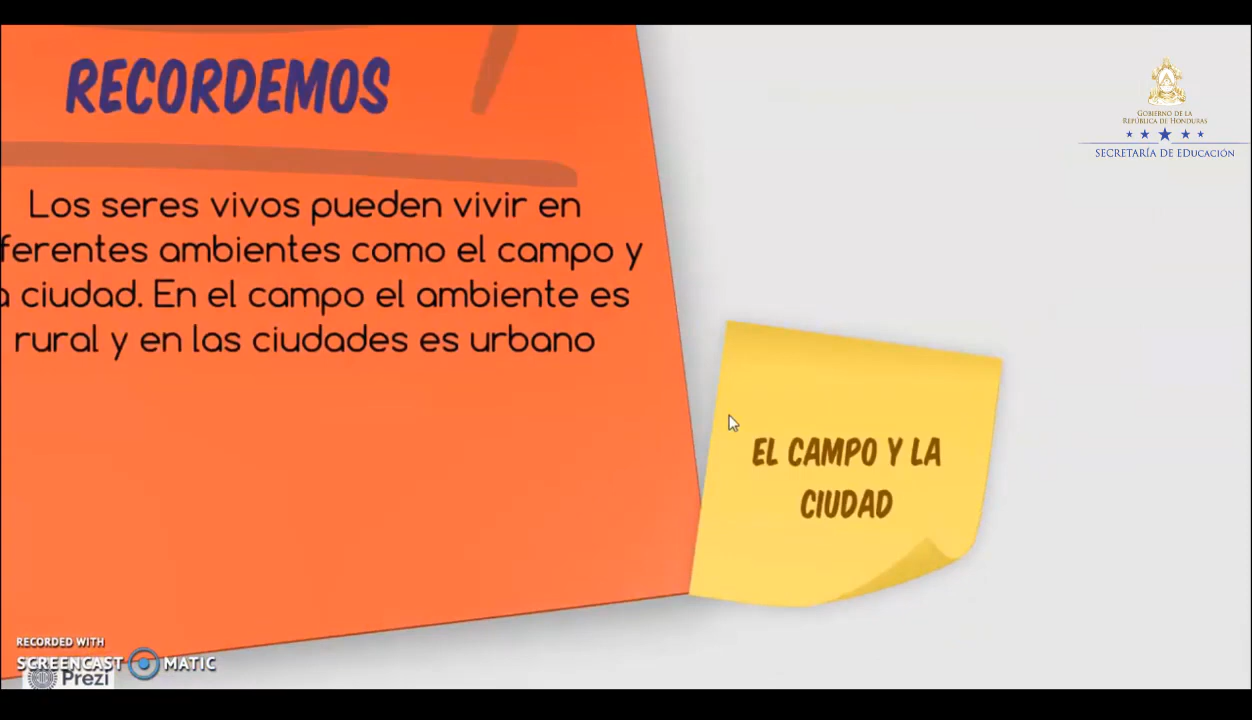 RECORDEMOS
Los seres vivos pueden vivir en
ferentes ambientes como el campo y
a ciudad. En el campo el ambiente es
rural y en las ciudades es urbano
EL CAMPO Y LA
CIUDAD
GOBIERNO DE LA
REPÚBLICA DE HONDURAS
SECRETARÍA DE EDUCACIÓN
RECORDED WITH
SCREENCAST MATIC
Prezi